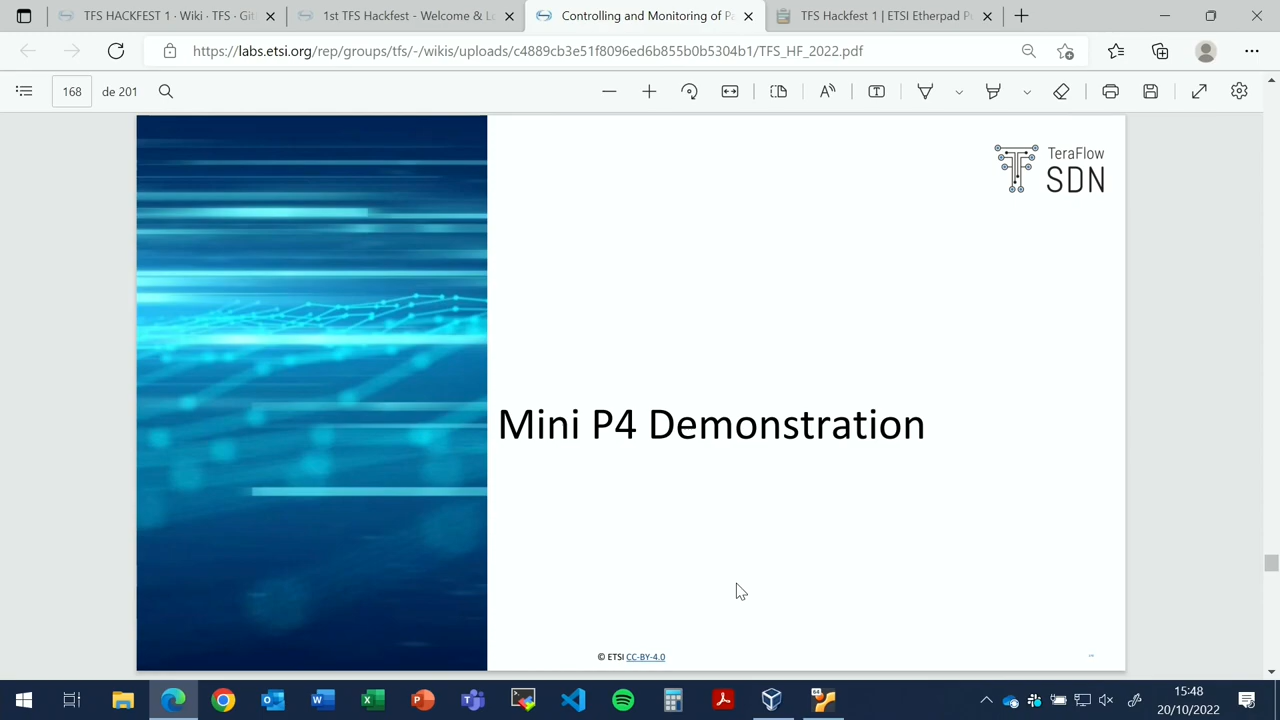 TFS HACKFEST 1 · Wiki · TFS · Git
1st TFS Hackfest - Welcome & Lo
Controlling and Monitoring of Pa
TFS Hackfest 1 | ETSI Etherpad Po
https://labs.etsi.org/rep/groups/tfs/-/wikis/uploads/c4889cb3e51f8096ed6b855b0b5304b1/TFS_HF_2022.pdf
168 de 201
TeraFlow
SDN
Mini P4 Demonstration
© ETSI CC-BY-4.0
15:48
20/10/2022